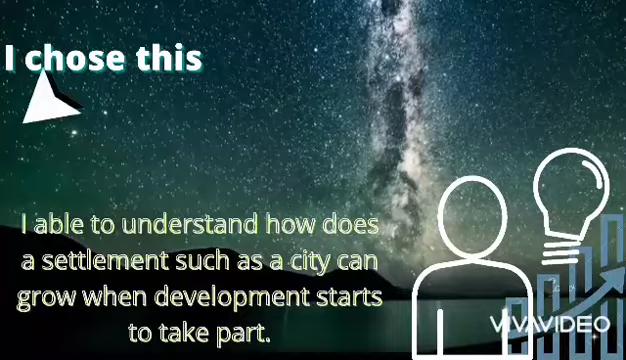 I chose this
I able to understand how does
a settlement such as a city can
grow when development starts
to take part.
VIVAVIDEO